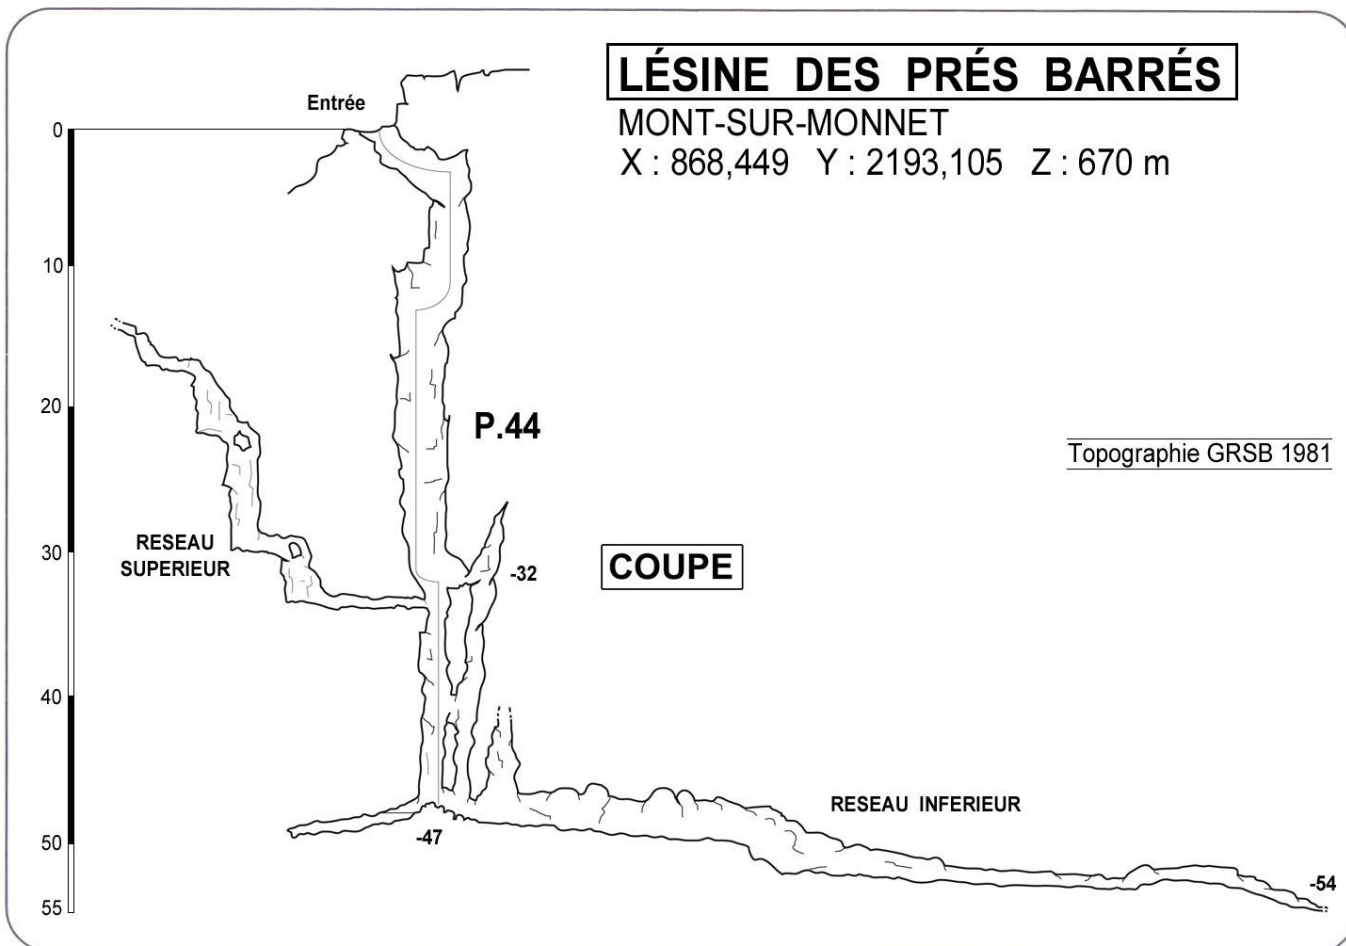 LÉSINE DES PRÉS BARRÉS
MONT-SUR-MONNET
X : 868,449 Y : 2193,105 Z : 670 m
Entrée
0
10
20
30
40
50
55
P.44
Topographie GRSB 1981
RESEAU
SUPERIEUR
-32
COUPE
RESEAU INFERIEUR
-47
-54